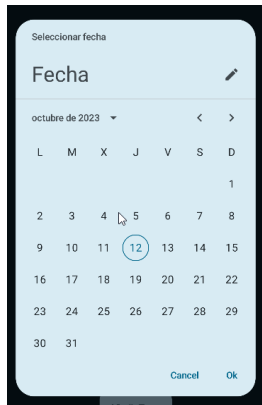 Seleccionar fecha
Fecha
octubre de 2023
L M X J V S D
1
2 3 4 5 6 7 8
9 10 11 12 13 14 15
16 17 18 19 20 21 22
23 24 25 26 27 28 29
30 31
Cancel Ok